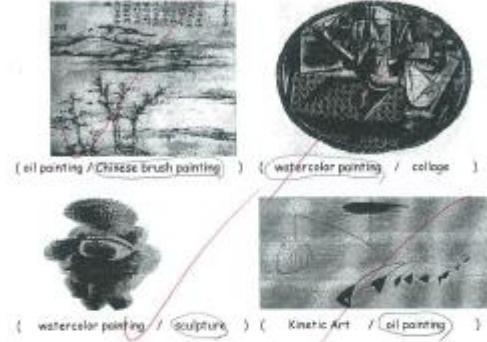 ( oil painting / Chinese brush painting ) ( watercolor painting / collage )
( watercolor painting / sculpture ) ( Kinetic Art / oil painting )